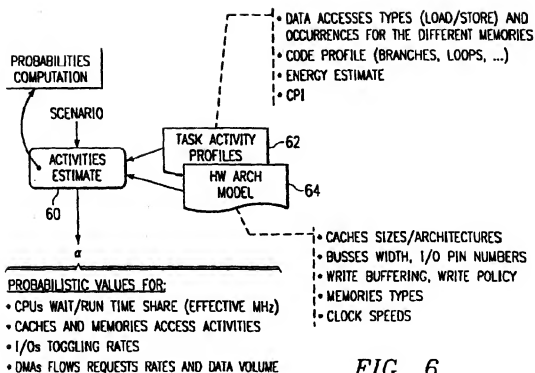 • DATA ACCESSES TYPES (LOAD/STORE) AND
OCCURRENCES FOR THE DIFFERENT MEMORIES
• CODE PROFILE (BRANCHES, LOOPS, ...)
• ENERGY ESTIMATE
• CPI
PROBABILITIES
COMPUTATION
SCENARIO
ACTIVITIES
ESTIMATE
60
TASK ACTIVITY
PROFILES
62
HW ARCH
MODEL
64
α
• CACHES SIZES/ARCHITECTURES
• BUSSES WIDTH, I/O PIN NUMBERS
• WRITE BUFFERING, WRITE POLICY
• MEMORIES TYPES
• CLOCK SPEEDS
PROBABILISTIC VALUES FOR:
• CPUs WAIT/RUN TIME SHARE (EFFECTIVE MHz)
• CACHES AND MEMORIES ACCESS ACTIVITIES
• I/Os TOGGLING RATES
• DMAs FLOWS REQUESTS RATES AND DATA VOLUME
FIG. 6